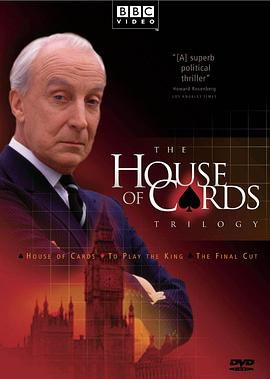 BBC
VIDEO
"[A] superb
political
thriller"
Howard Rosenberg
LOS ANGELES TIMES
THE
HOUSE
OF CARDS
TRILOGY
HOUSE OF CARDS TO PLAY THE KING THE FINAL CUT
DVD